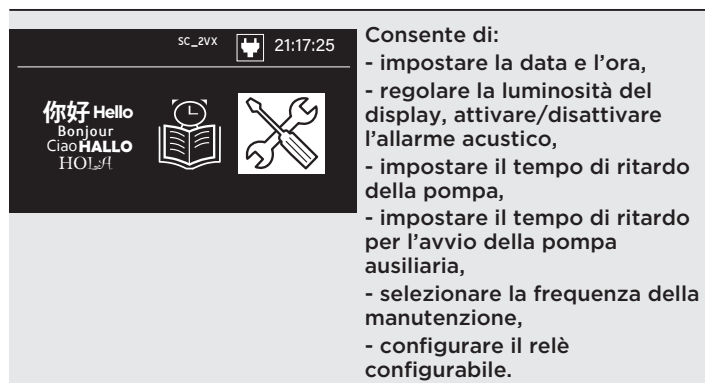 SC_2VX 21:17:25
你好 Hello
Bonjour
Ciao HALLO
HOLA
Consente di:
- impostare la data e l’ora,
- regolare la luminosità del
display, attivare/disattivare
l’allarme acustico,
- impostare il tempo di ritardo
della pompa,
- impostare il tempo di ritardo
per l’avvio della pompa
ausiliaria,
- selezionare la frequenza della
manutenzione,
- configurare il relè
configurabile.